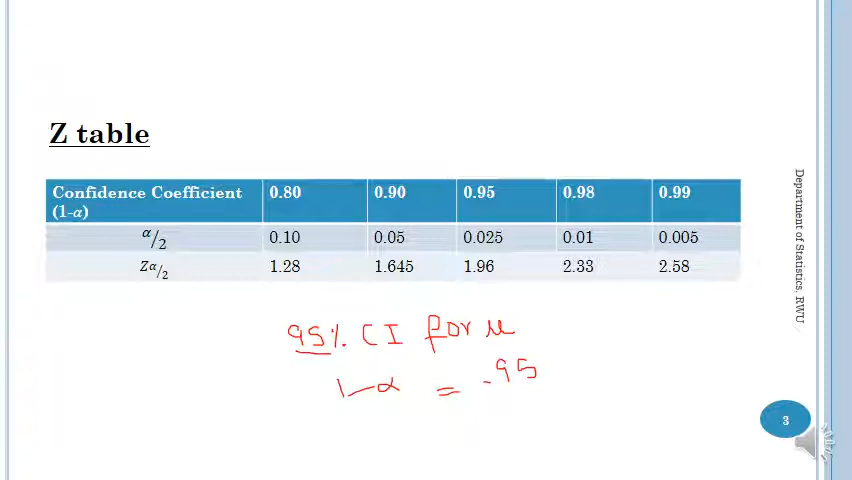 Z table
Confidence Coefficient (1-α) 0.80 0.90 0.95 0.98 0.99
α/2 0.10 0.05 0.025 0.01 0.005
Zα/2 1.28 1.645 1.96 2.33 2.58
95% CI for μ
1-α = .95
Department of Statistics, RWU
3